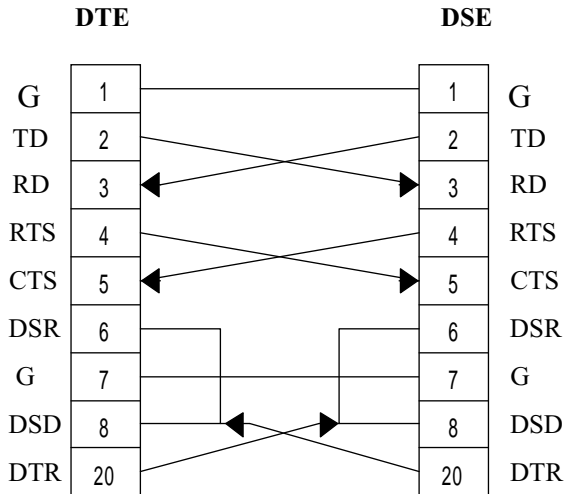 DTE DSE
G 1 1 G
TD 2 2 TD
RD 3 3 RD
RTS 4 4 RTS
CTS 5 5 CTS
DSR 6 6 DSR
G 7 7 G
DSD 8 8 DSD
DTR 20 20 DTR